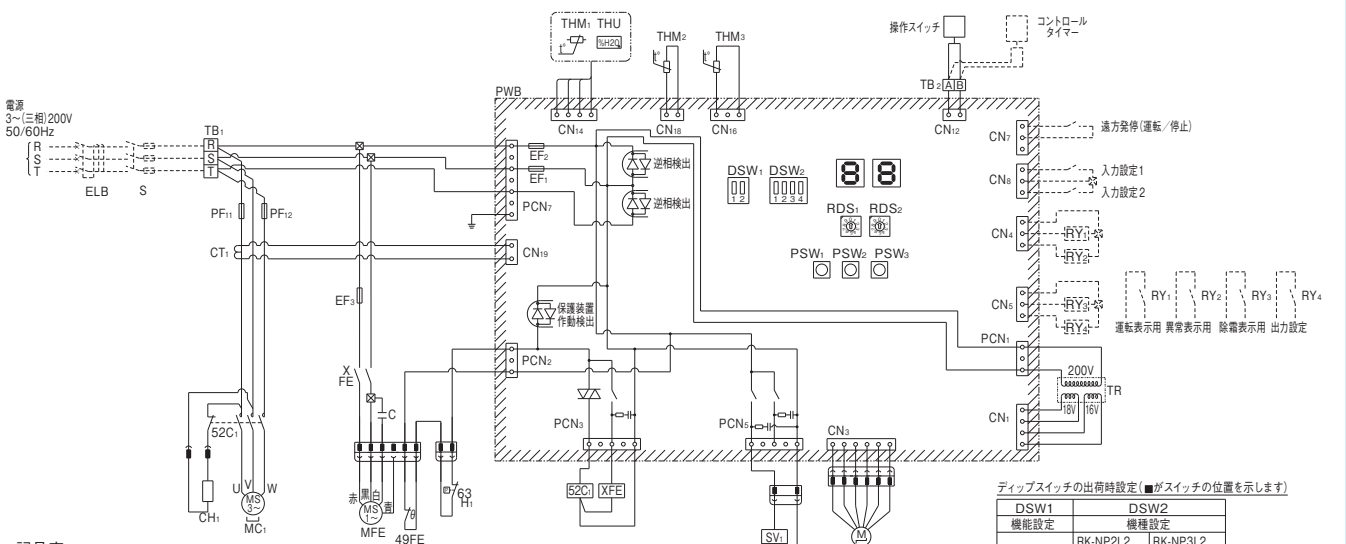 操作スイッチ
コントロール
タイマー
THM₁ THU
t°
%H20
THM₂
t°
THM₃
t°
TB₂ A B
PWB
CN₁₄
CN₁₈
CN₁₆
CN₁₂
電源
3~(三相)200V
50/60Hz
R
S
T
ELB
S
TB₁
R
S
T
EF₂
EF₁
PCN₇
逆相検出
逆相検出
DSW₁ DSW₂
1 2
1 2 3 4
8 8
RDS₁ RDS₂
PSW₁ PSW₂ PSW₃
CN₇
遠方発停(運転/停止)
CN₈
入力設定1
入力設定2
CN₄
RY₁
RY₂
CN₅
RY₃
RY₄
RY₁ RY₂ RY₃ RY₄
運転表示用 異常表示用 除霜表示用 出力設定
PF₁₁
PF₁₂
CT₁
CN₁₉
EF₃
保護装置
作動検出
PCN₂
PCN₁
200V
TR
18V 16V
CN₁
X
FE
C
52C₁
PCN₃
PCN₅
CN₃
U V W
MS
3~
MC₁
CH₁
赤 黒 白 青
MS
1~
MFE
49FE
63
H₁
52C₁ XFE
SV₁
M
ディップスイッチの出荷時設定(■がスイッチの位置を示します)
DSW1 DSW2
機能設定 機種設定
RK-NP2L2 RK-NP3L2